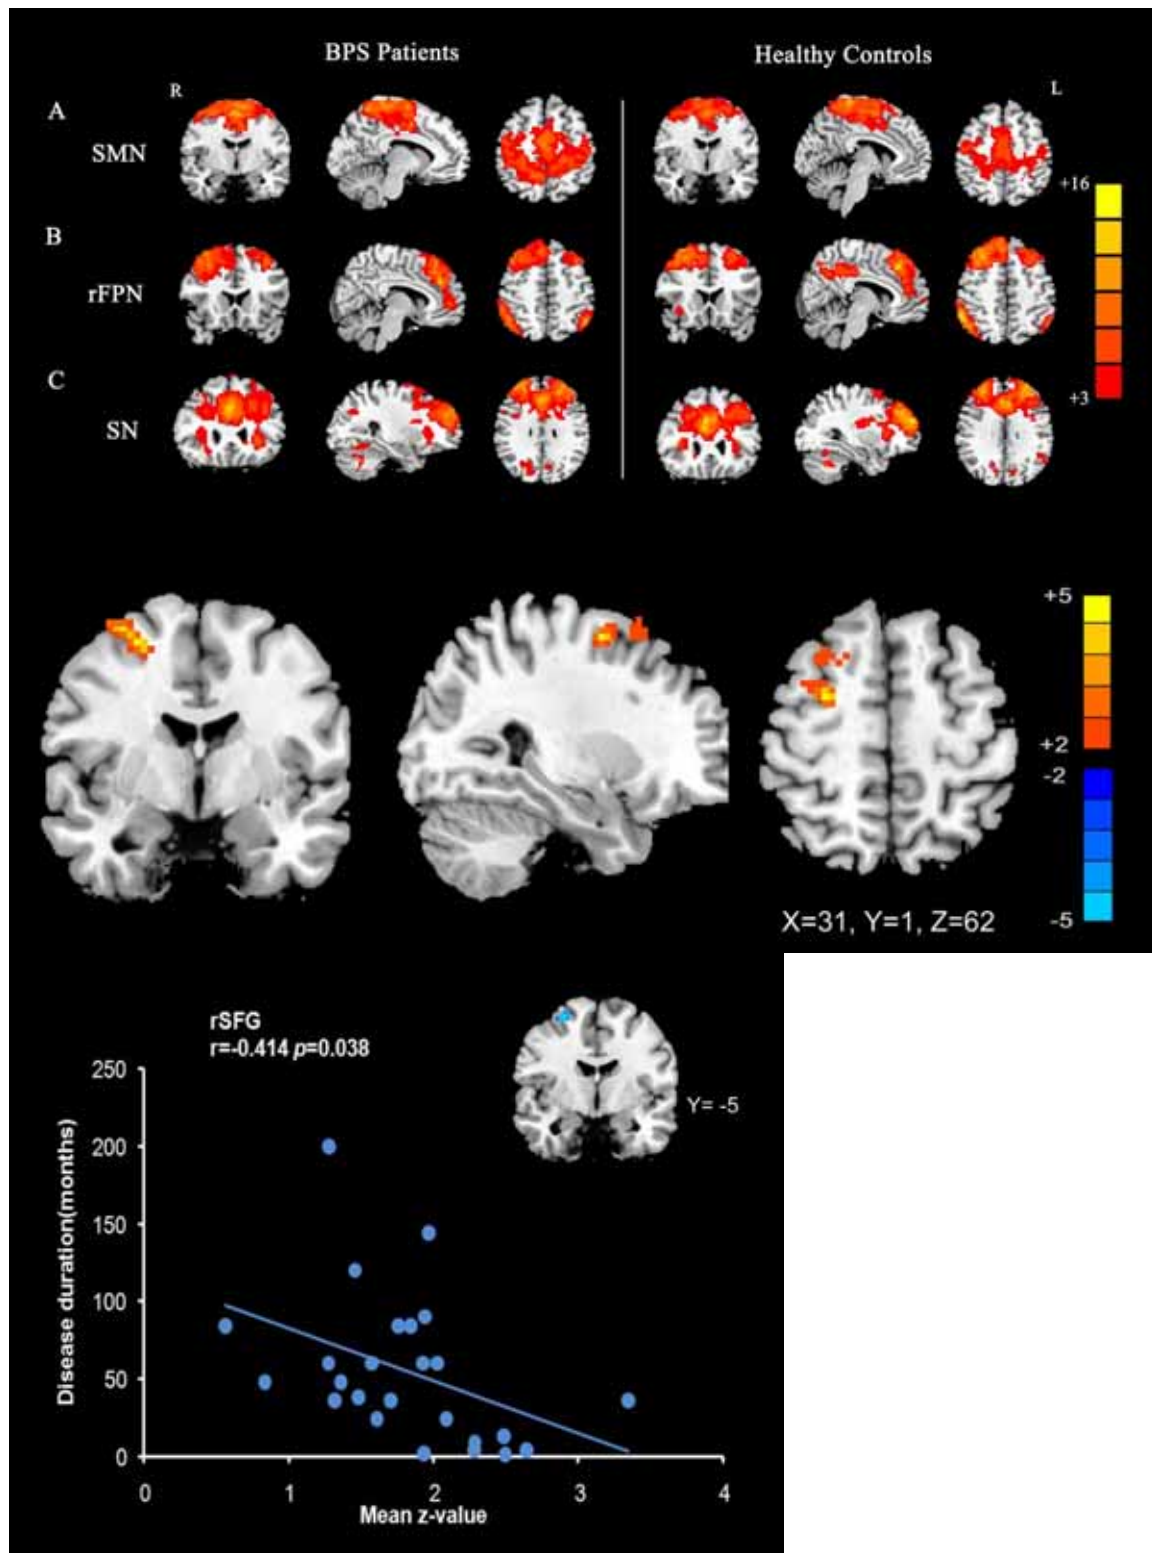 BPS Patients Healthy Controls
R L
A
SMN
+16
B
rFPN
C
+3
SN
+5
+2
-2
-5
X=31, Y=1, Z=62
rSFG
r=-0.414 p=0.038
250
200
150
100
50
0
Disease duration(months)
Y= -5
0 1 2 3 4
Mean z-value